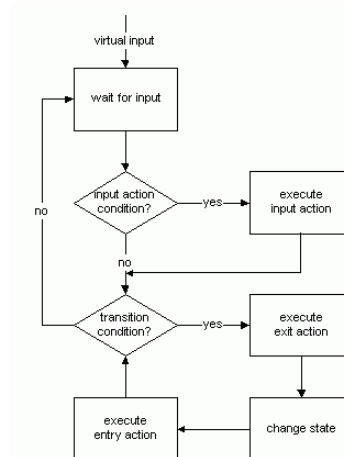 virtual input
wait for input
input action
condition?
yes
execute
input action
no
no
transition
condition?
yes
execute
exit action
execute
entry action
change state